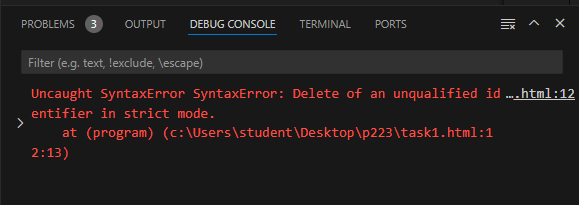 PROBLEMS 3 OUTPUT DEBUG CONSOLE TERMINAL PORTS
Filter (e.g. text, !exclude, \escape)
Uncaught SyntaxError SyntaxError: Delete of an unqualified id ….html:12
entifier in strict mode.
at (program) (c:\Users\student\Desktop\p223\task1.html:1
2:13)